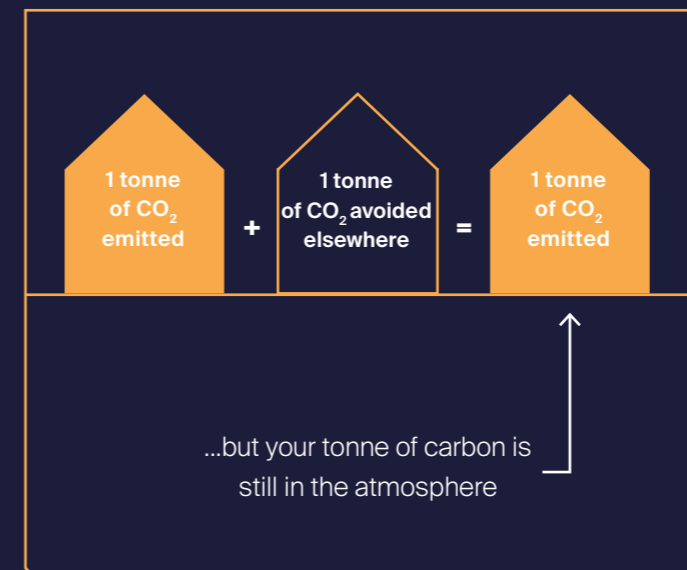 1 tonne
of CO₂
emitted
+
1 tonne
of CO₂ avoided
elsewhere
=
1 tonne
of CO₂
emitted
...but your tonne of carbon is
still in the atmosphere